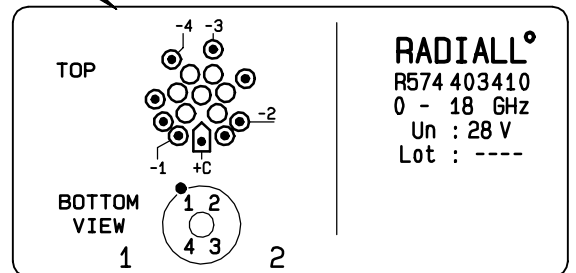 -4 -3
TOP
-2
-1 +C
BOTTOM
VIEW
1 2
4 3
1 2
RADIALL°
R574 403410
0 - 18 GHz
Un : 28 V
Lot : ----